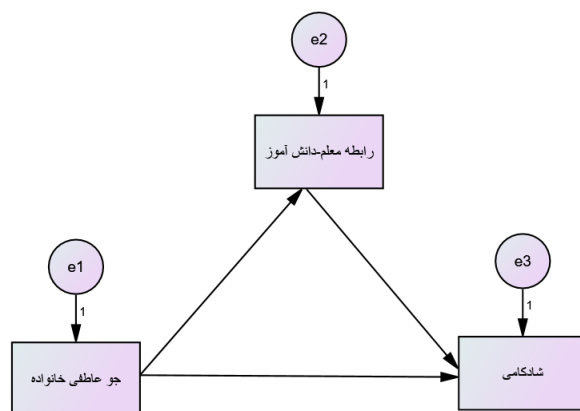 e2
1
رابطه معلم-دانش آموز
e1
1
جو عاطفی خانواده
e3
1
شادکامی